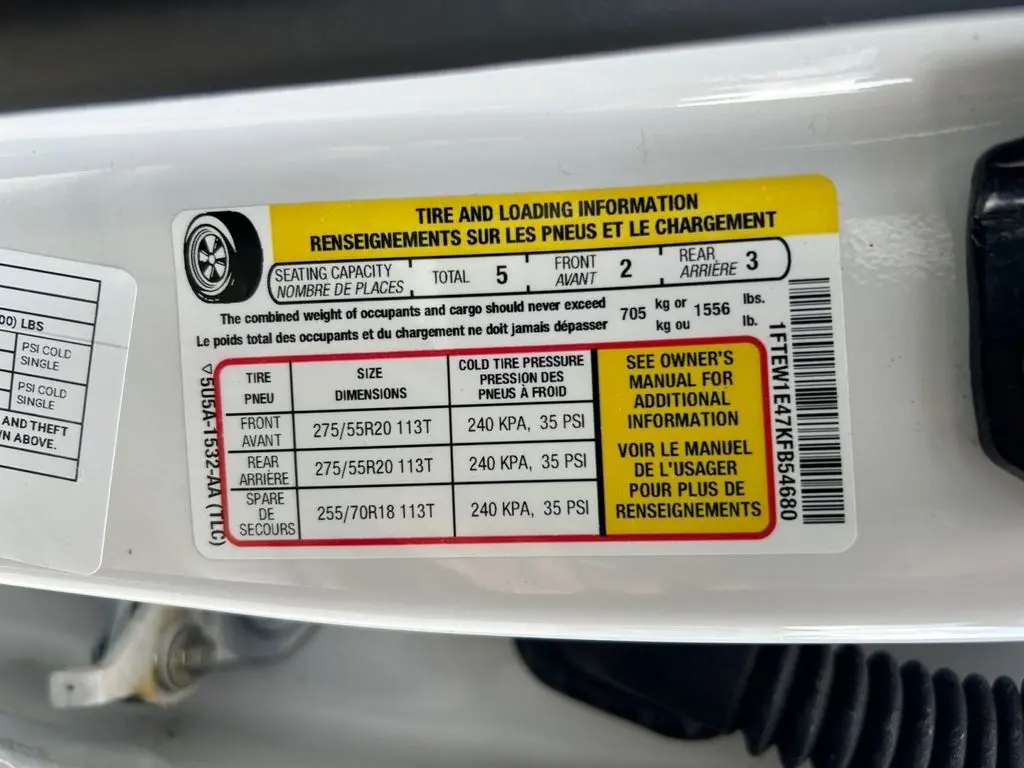 TIRE AND LOADING INFORMATION
RENSEIGNEMENTS SUR LES PNEUS ET LE CHARGEMENT
SEATING CAPACITY TOTAL 5 FRONT 2 REAR 3
NOMBRE DE PLACES AVANT ARRIÈRE
The combined weight of occupants and cargo should never exceed 705 kg or 1556 lbs.
Le poids total des occupants et du chargement ne doit jamais dépasser kg ou lb.
TIRE SIZE COLD TIRE PRESSURE
PNEU DIMENSIONS PRESSION DES
PNEUS À FROID
FRONT
AVANT 275/55R20 113T 240 KPA, 35 PSI
REAR
ARRIÈRE 275/55R20 113T 240 KPA, 35 PSI
SPARE
DE
SECOURS 255/70R18 113T 240 KPA, 35 PSI
SEE OWNER'S
MANUAL FOR
ADDITIONAL
INFORMATION
VOIR LE MANUEL
DE L'USAGER
POUR PLUS DE
RENSEIGNEMENTS
1FTEW1E47KFB54680
▽5U5A-1532-AA (TLC)
00) LBS
PSI COLD
SINGLE
PSI COLD
SINGLE
AND THEFT
N ABOVE.